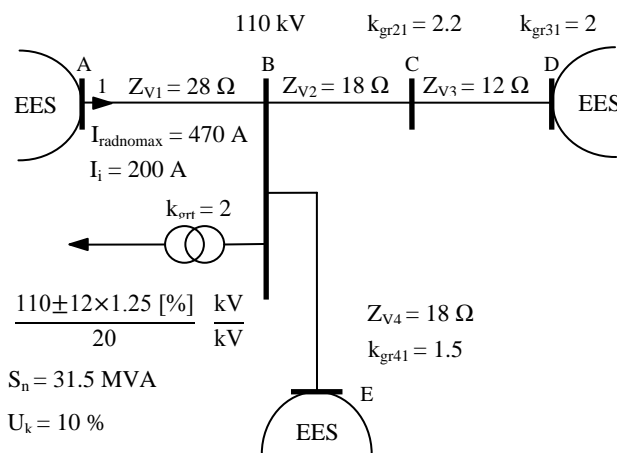 110 kV k_gr21 = 2.2 k_gr31 = 2
A B C D
1 Z_V1 = 28 Ω Z_V2 = 18 Ω Z_V3 = 12 Ω
EES EES
I_radnomax = 470 A
I_i = 200 A
k_grt = 2
110±12×1.25 [%] kV
20 kV
Z_V4 = 18 Ω
k_gr41 = 1.5
S_n = 31.5 MVA
U_k = 10 %
E
EES